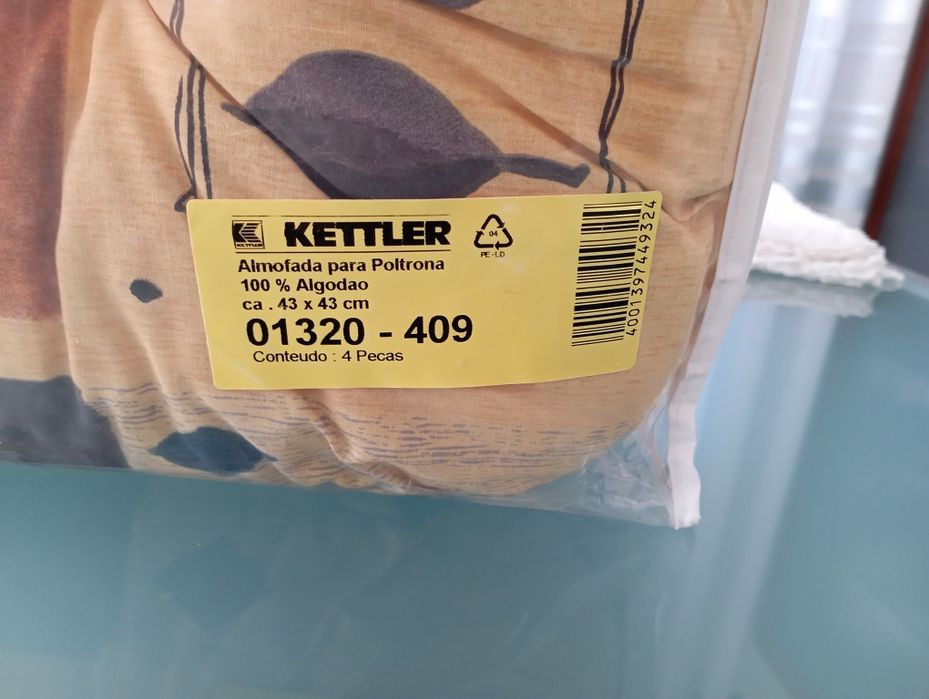 KETTLER
KETTLER
Almofada para Poltrona
100 % Algodao
ca . 43 x 43 cm
01320 - 409
Conteudo : 4 Pecas
04
PE-LD
4001397449324